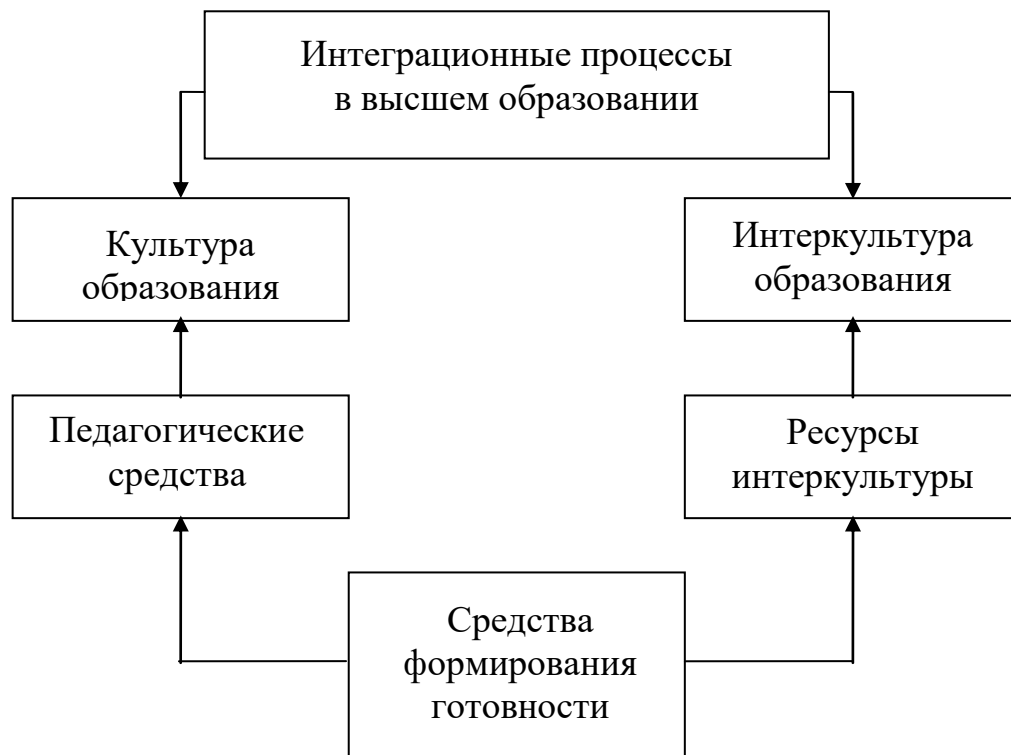 Интеграционные процессы
в высшем образовании
Культура
образования
Интеркультура
образования
Педагогические
средства
Ресурсы
интеркультуры
Средства
формирования
готовности